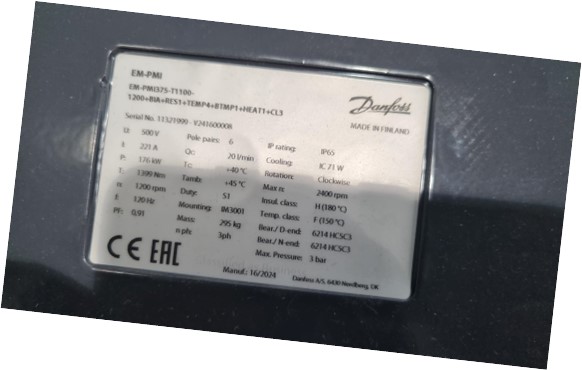 EM-PMI
EM-PMI375-T1100-
1200+BIA+RES1+TEMP4+BTMP1+HEAT1+CL3
Danfoss
MADE IN FINLAND
Serial No: 11321999 - V241600008
U: 500 V Pole pairs: 6 IP rating: IP65
I: 221 A Qc: 20 l/min Cooling: IC 71 W
P: 176 kW Tc: +40 °C Rotation: Clockwise
T: 1399 Nm Tamb: +45 °C Max n: 2400 rpm
n: 1200 rpm Duty: S1 Insul. class: H (180 °C)
f: 120 Hz Mounting: IM3001 Temp. class: F (150 °C)
PF: 0,91 Mass: 295 kg Bear./ D-end: 6214 HC5C3
n ph: 3ph Bear./ N-end: 6214 HC5C3
Max. Pressure: 3 bar
CE EAC
Manuf.: 16/2024
Danfoss A/S, 6430 Nordborg, DK